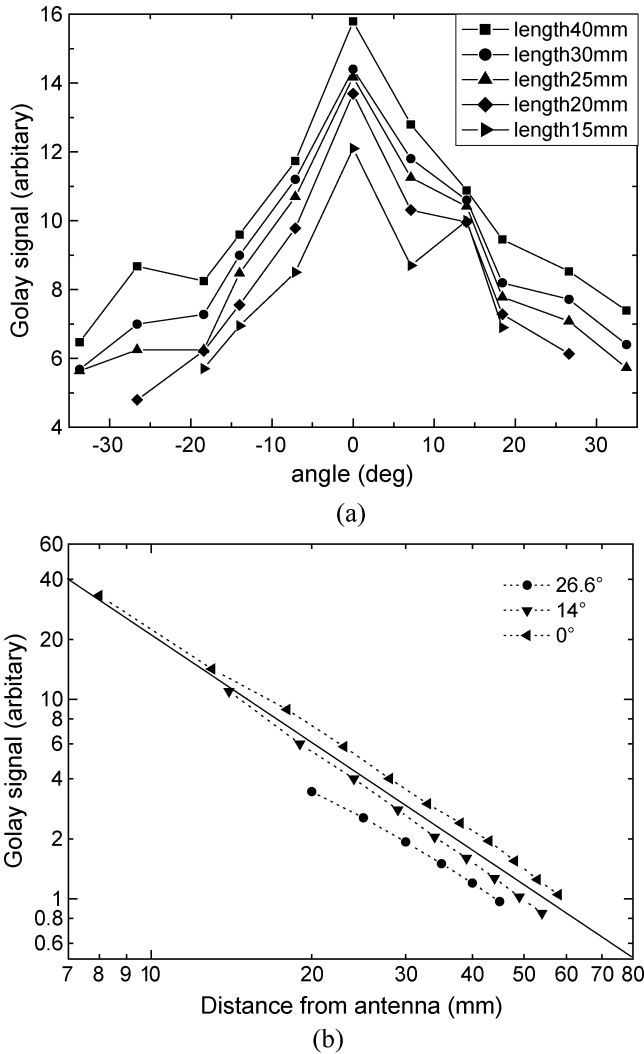 16
14
12
10
8
6
4
Golay signal (arbitary)
length40mm
length30mm
length25mm
length20mm
length15mm
-30 -20 -10 0 10 20 30
angle (deg)
(a)
60
40
20
10
8
6
4
2
1
0.8
0.6
Golay signal (arbitary)
26.6°
14°
0°
7 8 9 10 20 30 40 50 60 70 80
Distance from antenna (mm)
(b)